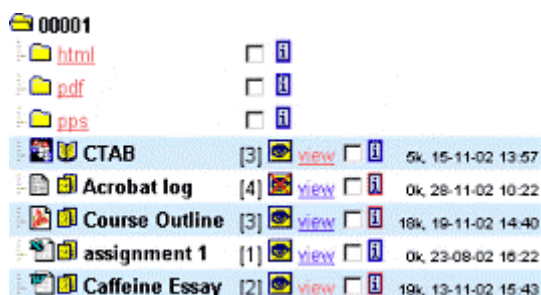 00001
html
pdf
pps
CTAB [3] view 5k, 15-11-02 13:57
Acrobat log [4] view 0k, 28-11-02 10:22
Course Outline [3] view 18k, 19-11-02 14:40
assignment 1 [1] view 0k, 23-08-02 16:22
Caffeine Essay [2] view 19k, 13-11-02 15:43